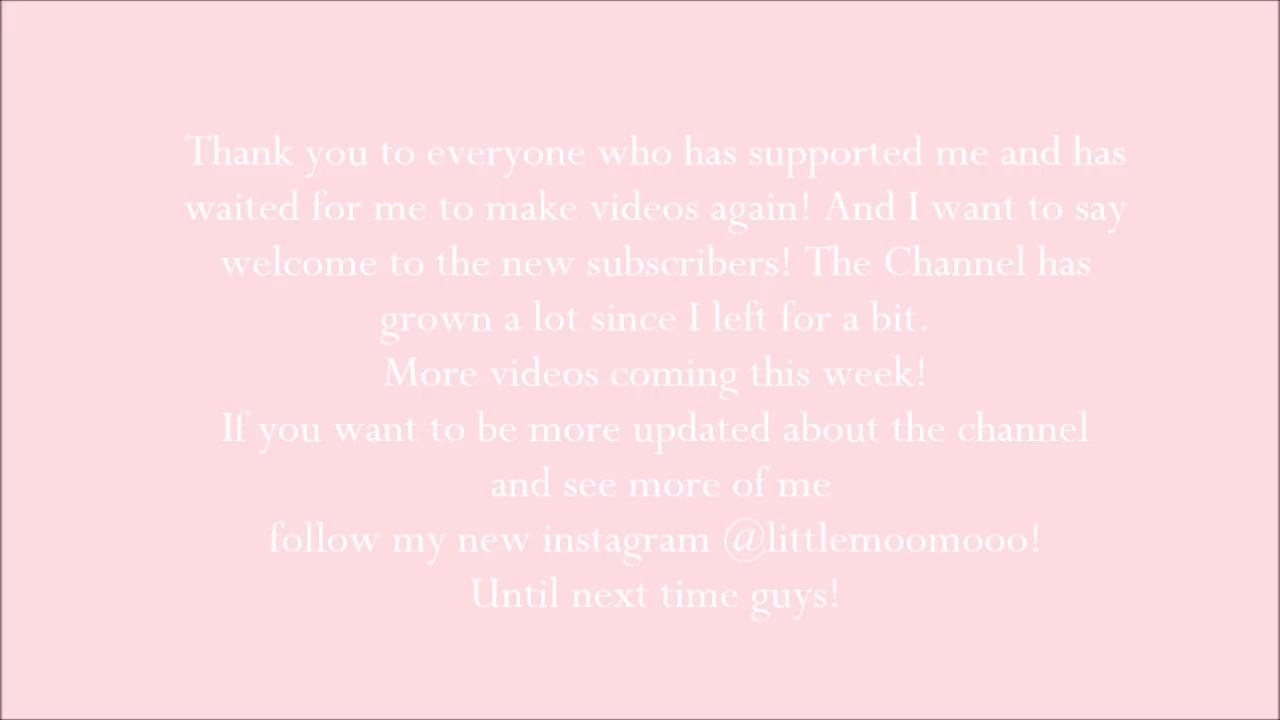 Thank you to everyone who has supported me and has
waited for me to make videos again! And I want to say
welcome to the new subscribers! The Channel has
grown a lot since I left for a bit.
More videos coming this week!
If you want to be more updated about the channel
and see more of me
follow my new instagram @littlemoomooo!
Until next time guys!